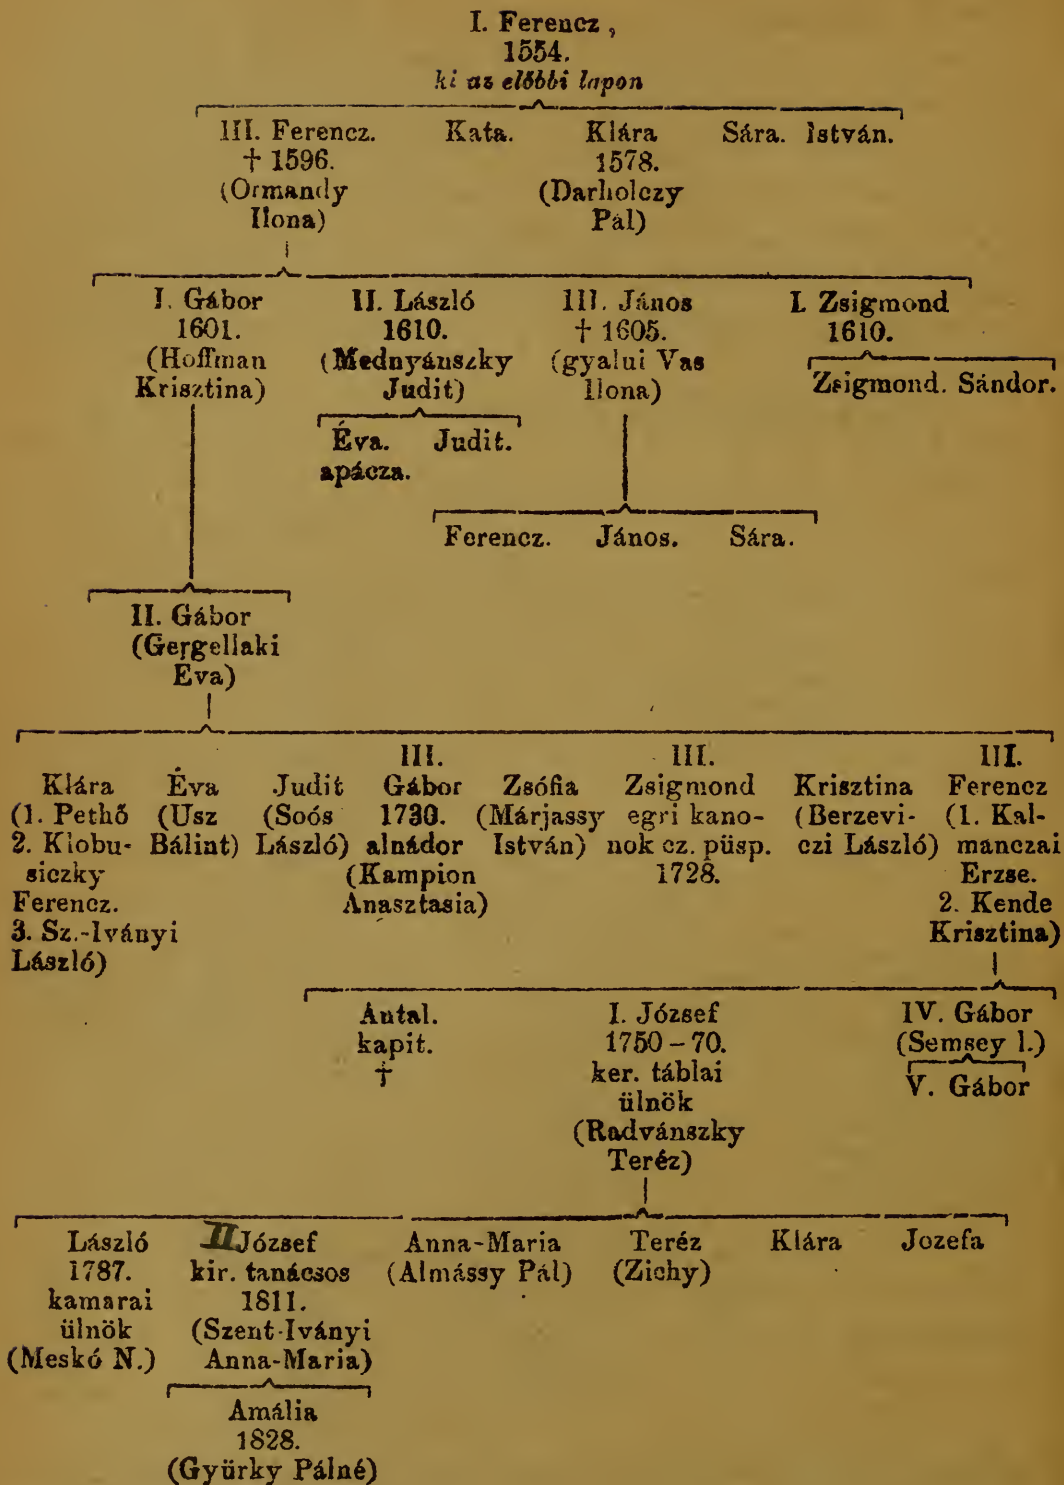 I. Ferencz,
1554.
ki az előbbi lapon
III. Ferencz. Kata. Klára Sára. István.
† 1596. 1578.
(Ormandy (Darholczy
Ilona) Pál)
I. Gábor II. László III. János I. Zsigmond
1601. 1610. † 1605. 1610.
(Hoffman (Mednyánszky (gyalui Vas Zsigmond. Sándor.
Krisztina) Judit) Ilona)
Éva. Judit.
apácza.
Ferencz. János. Sára.
II. Gábor
(Gergellaki
Éva)
III. III. III.
Klára Éva Judit Gábor Zsófia Zsigmond Krisztina Ferencz
(1. Pethő (Usz (Soós 1730. (Márjassy egri kano- (Berzevi- (1. Kal-
2. Klobu- Bálint) László) alnádor István) nok cz. püsp. czi László) manczai
siczky (Kampion 1728. Erzse.
Ferencz. Anasztasia) 2. Kende
3. Sz.-Iványi Krisztina)
László)
Antal. I. József IV. Gábor
kapit. 1750-70. (Semsey l.)
† ker. táblai V. Gábor
ülnök
(Radvánszky
Teréz)
László II József Anna-Maria Teréz Klára Jozefa
1787. kir. tanácsos (Almássy Pál) (Zichy)
kamarai 1811.
ülnök (Szent-Iványi
(Meskó N.) Anna-Maria)
Amália
1828.
(Gyürky Pálné)